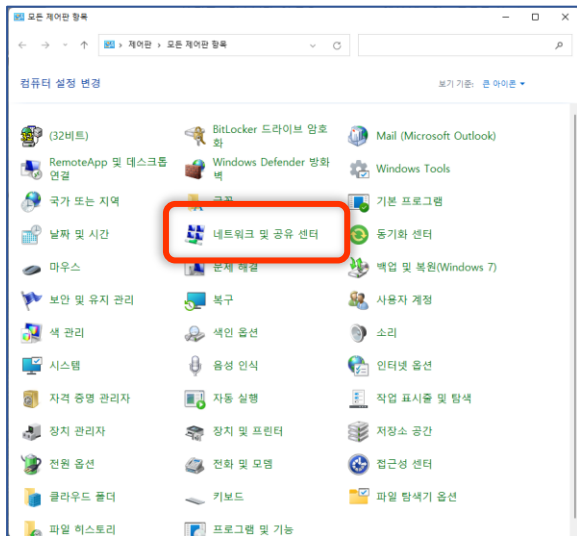 모든 제어판 항목
제어판 › 모든 제어판 항목
컴퓨터 설정 변경
보기 기준: 큰 아이콘
(32비트)
BitLocker 드라이브 암호
화
Mail (Microsoft Outlook)
RemoteApp 및 데스크톱
연결
Windows Defender 방화
벽
Windows Tools
국가 또는 지역
글꼴
기본 프로그램
날짜 및 시간
네트워크 및 공유 센터
동기화 센터
마우스
문제 해결
백업 및 복원(Windows 7)
보안 및 유지 관리
복구
사용자 계정
색 관리
색인 옵션
소리
시스템
음성 인식
인터넷 옵션
자격 증명 관리자
자동 실행
작업 표시줄 및 탐색
장치 관리자
장치 및 프린터
저장소 공간
전원 옵션
전화 및 모뎀
접근성 센터
클라우드 폴더
키보드
파일 탐색기 옵션
파일 히스토리
프로그램 및 기능